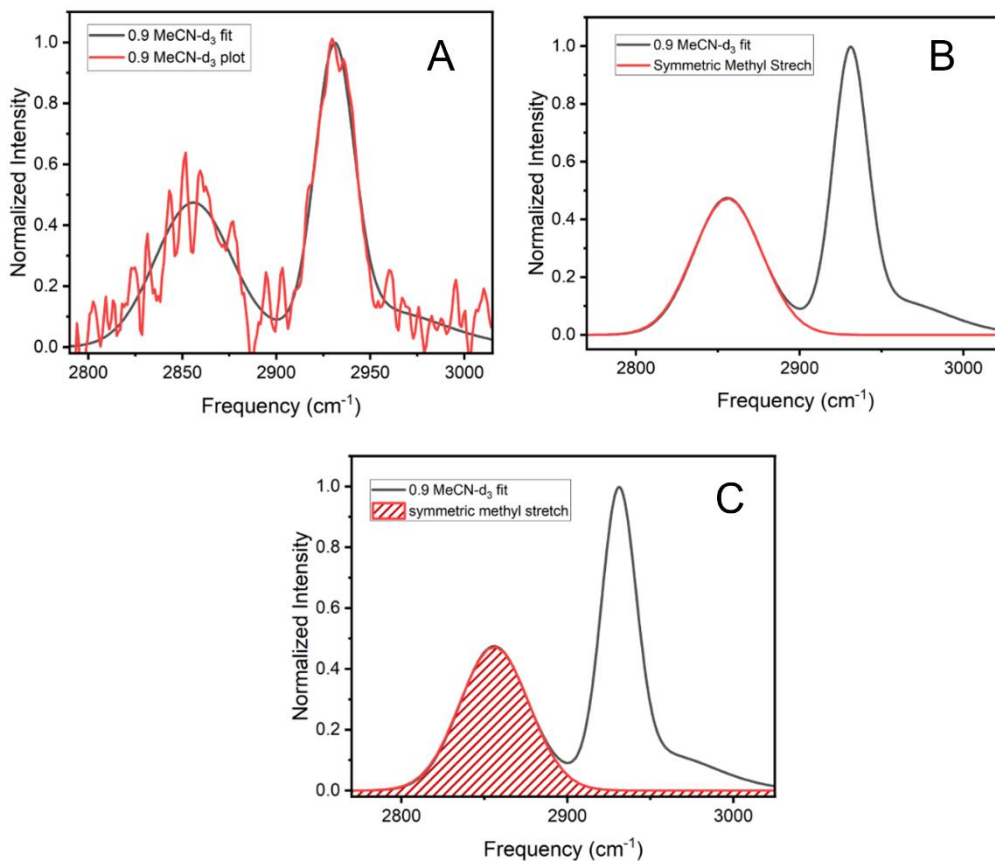 0.9 MeCN-d₃ fit
0.9 MeCN-d₃ plot
A
1.0
0.8
0.6
0.4
0.2
0.0
Normalized Intensity
2800 2850 2900 2950 3000
Frequency (cm⁻¹)
0.9 MeCN-d₃ fit
Symmetric Methyl Strech
B
1.0
0.8
0.6
0.4
0.2
0.0
Normalized Intensity
2800 2900 3000
Frequency (cm⁻¹)
0.9 MeCN-d₃ fit
symmetric methyl stretch
C
1.0
0.8
0.6
0.4
0.2
0.0
Normalized Intensity
2800 2900 3000
Frequency (cm⁻¹)